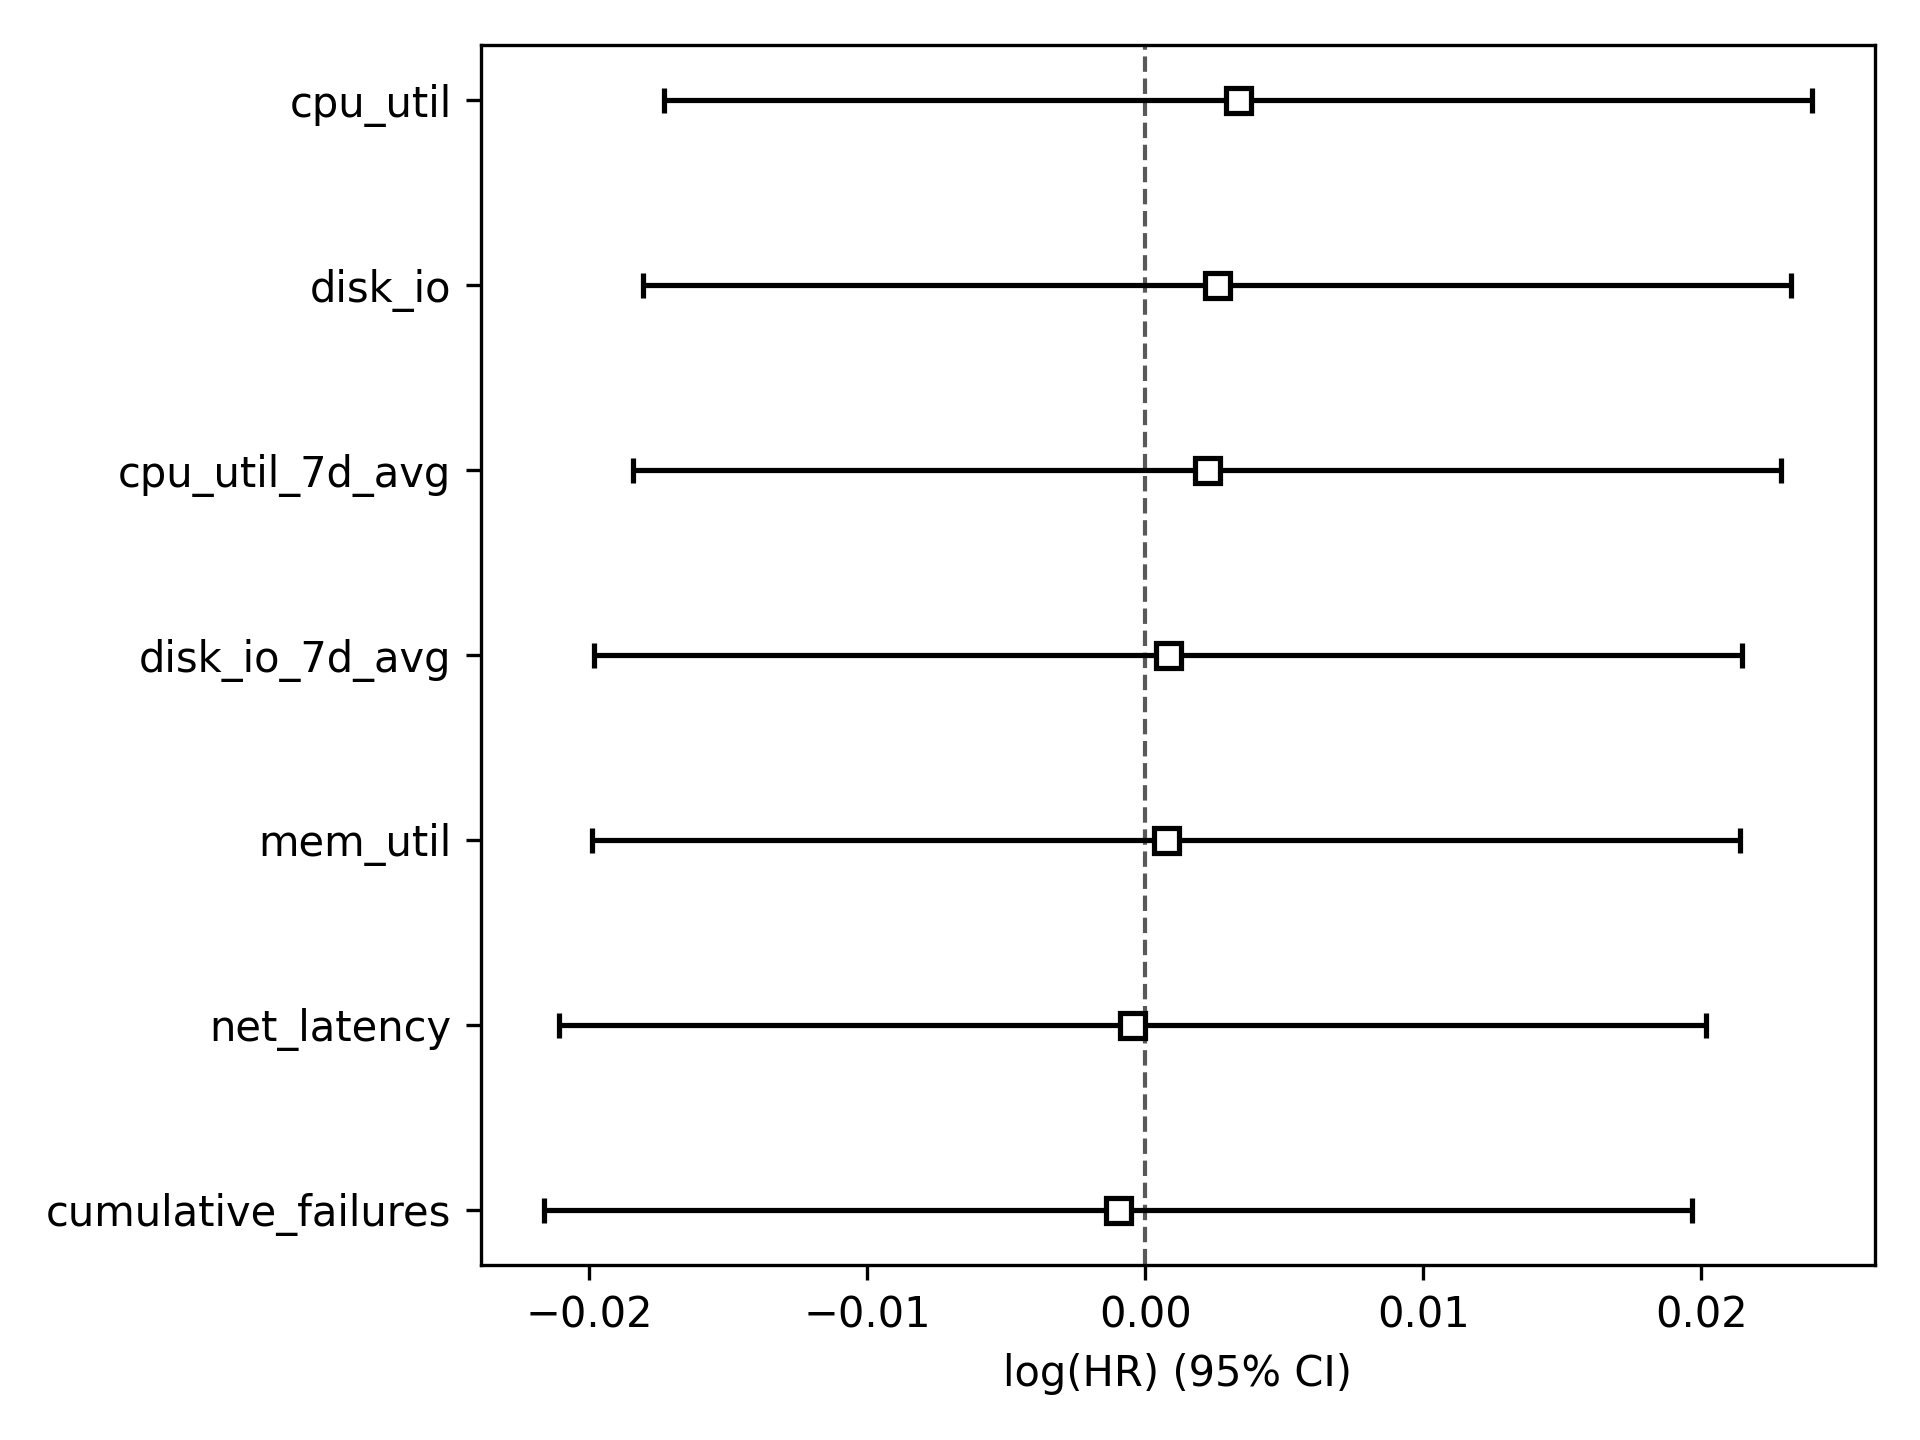 cpu_util
disk_io
cpu_util_7d_avg
disk_io_7d_avg
mem_util
net_latency
cumulative_failures
−0.02 −0.01 0.00 0.01 0.02
log(HR) (95% CI)